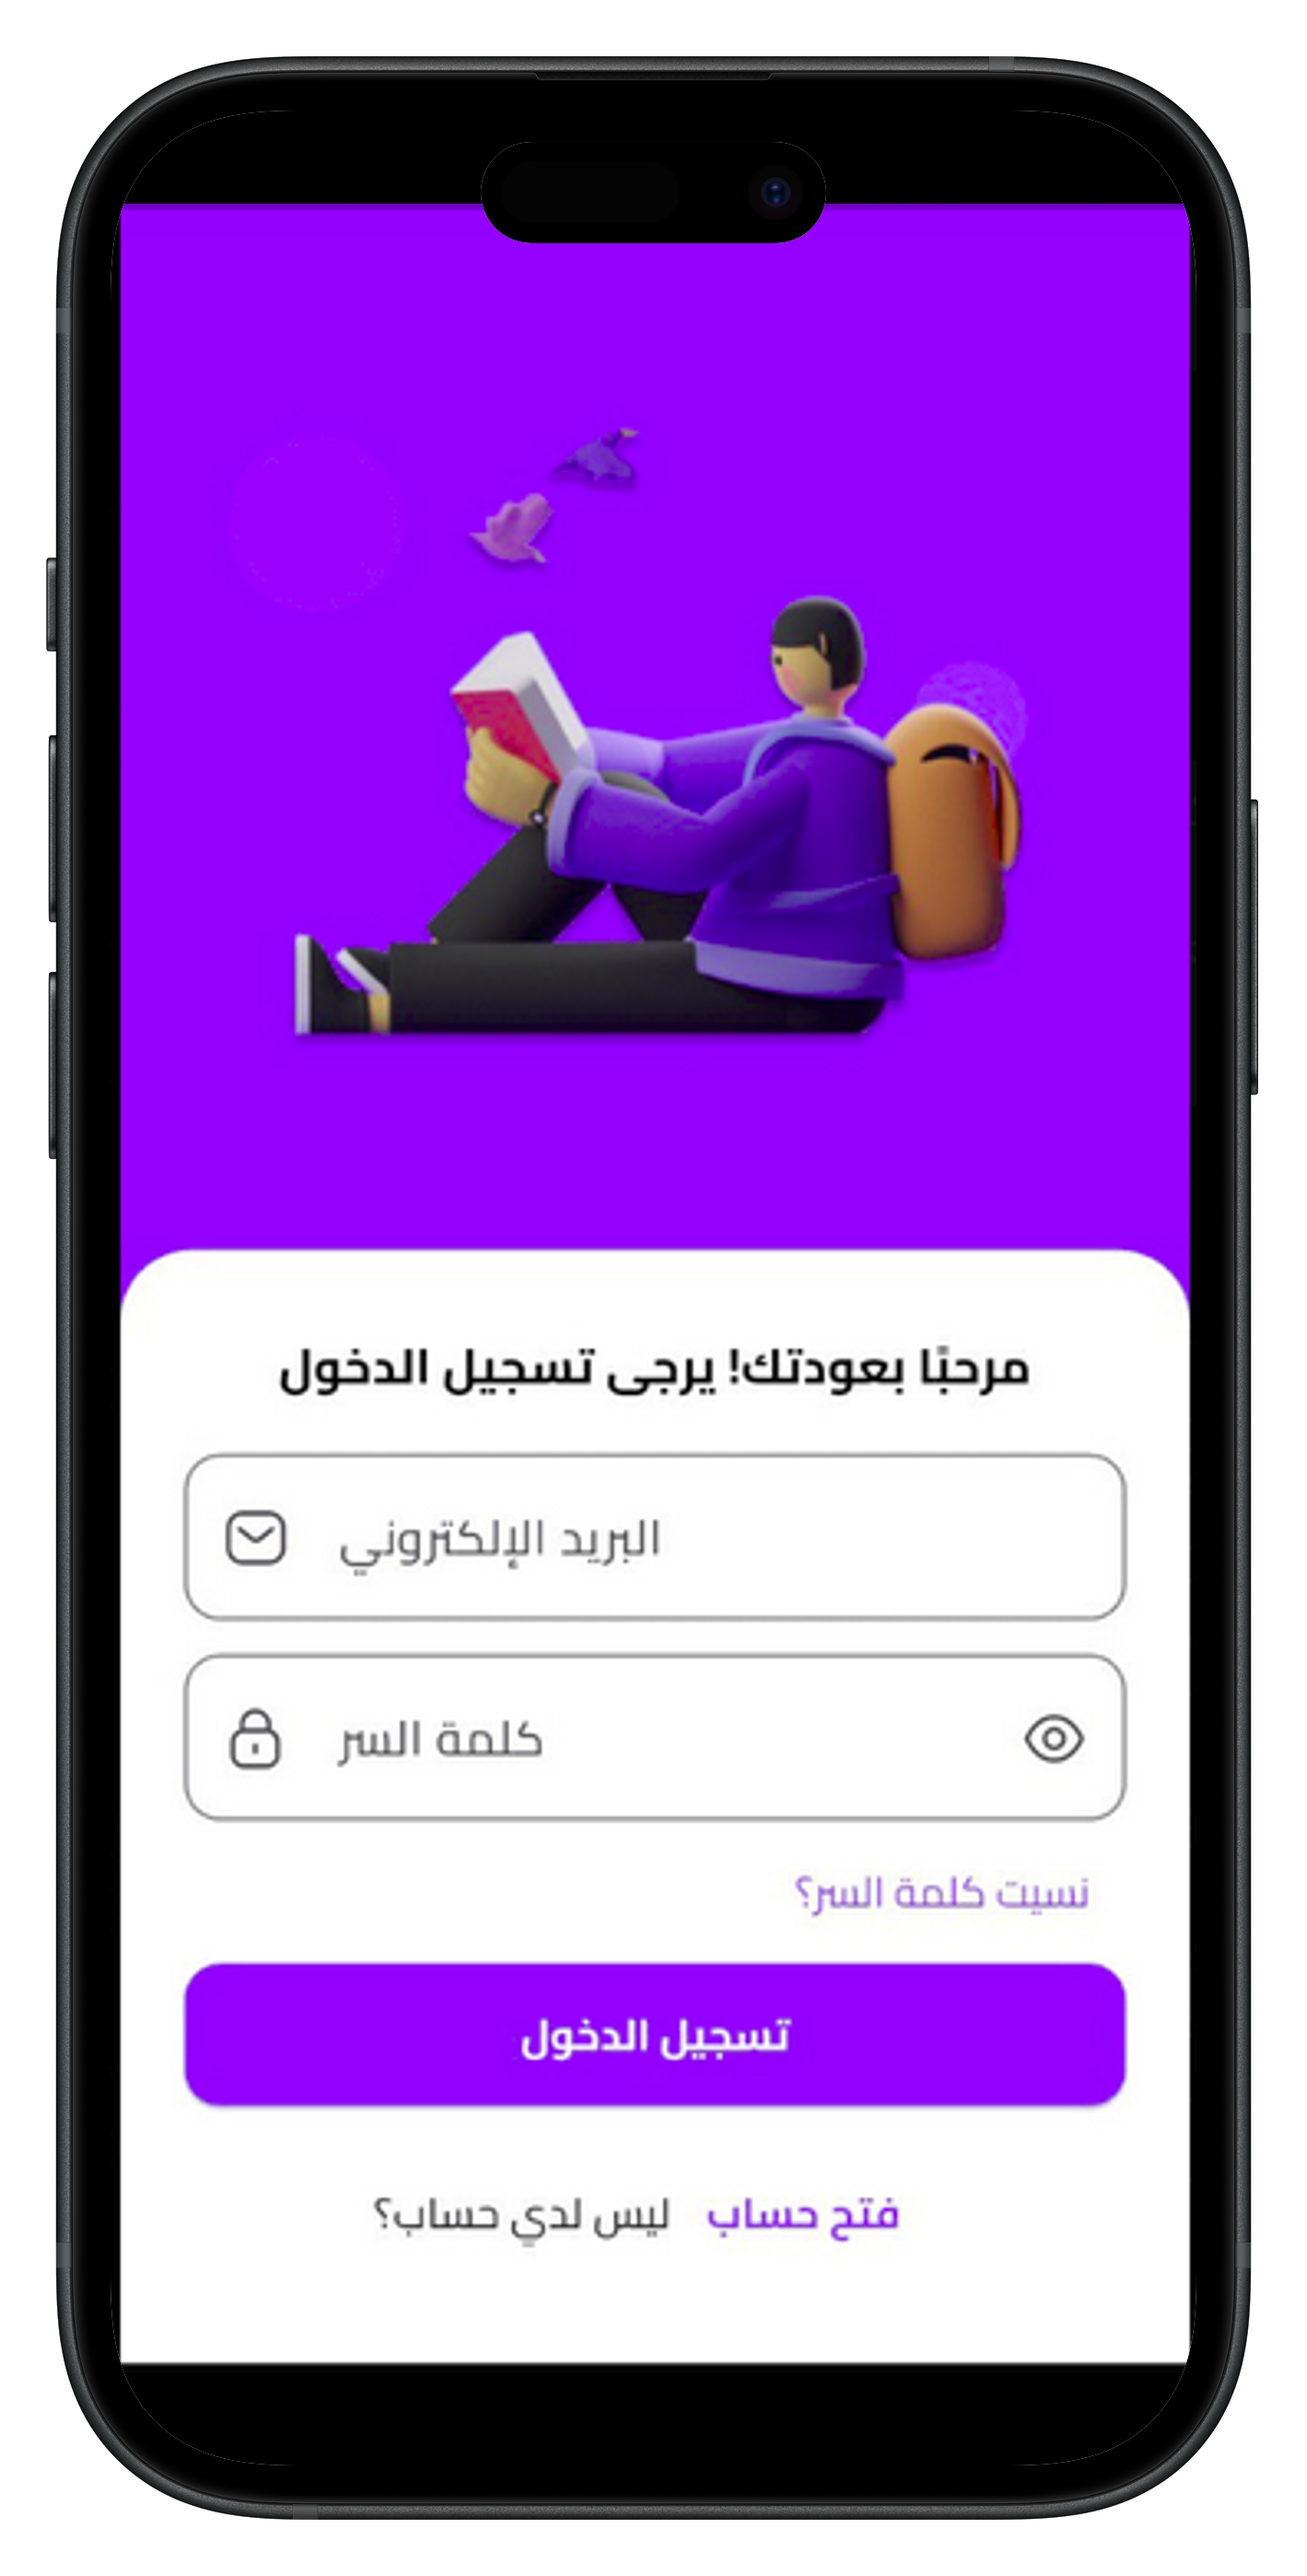 مرحبًا بعودتك! يرجى تسجيل الدخول
البريد الإلكتروني
كلمة السر
نسيت كلمة السر؟
تسجيل الدخول
فتح حساب ليس لدي حساب؟